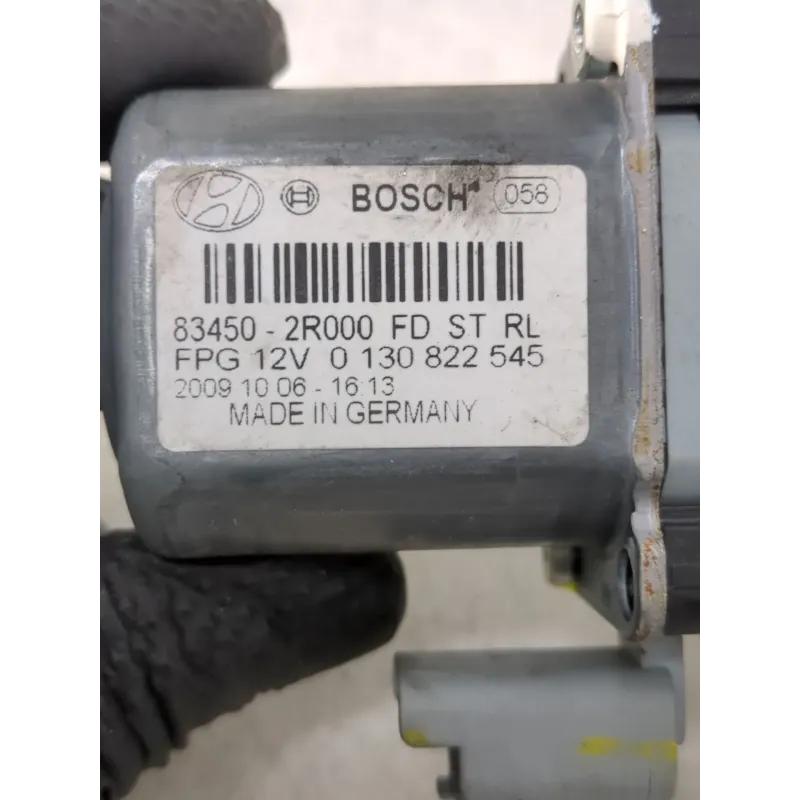 BOSCH 058
83450-2R000 FD ST RL
FPG 12V 0 130 822 545
2009 10 06-16:13
MADE IN GERMANY